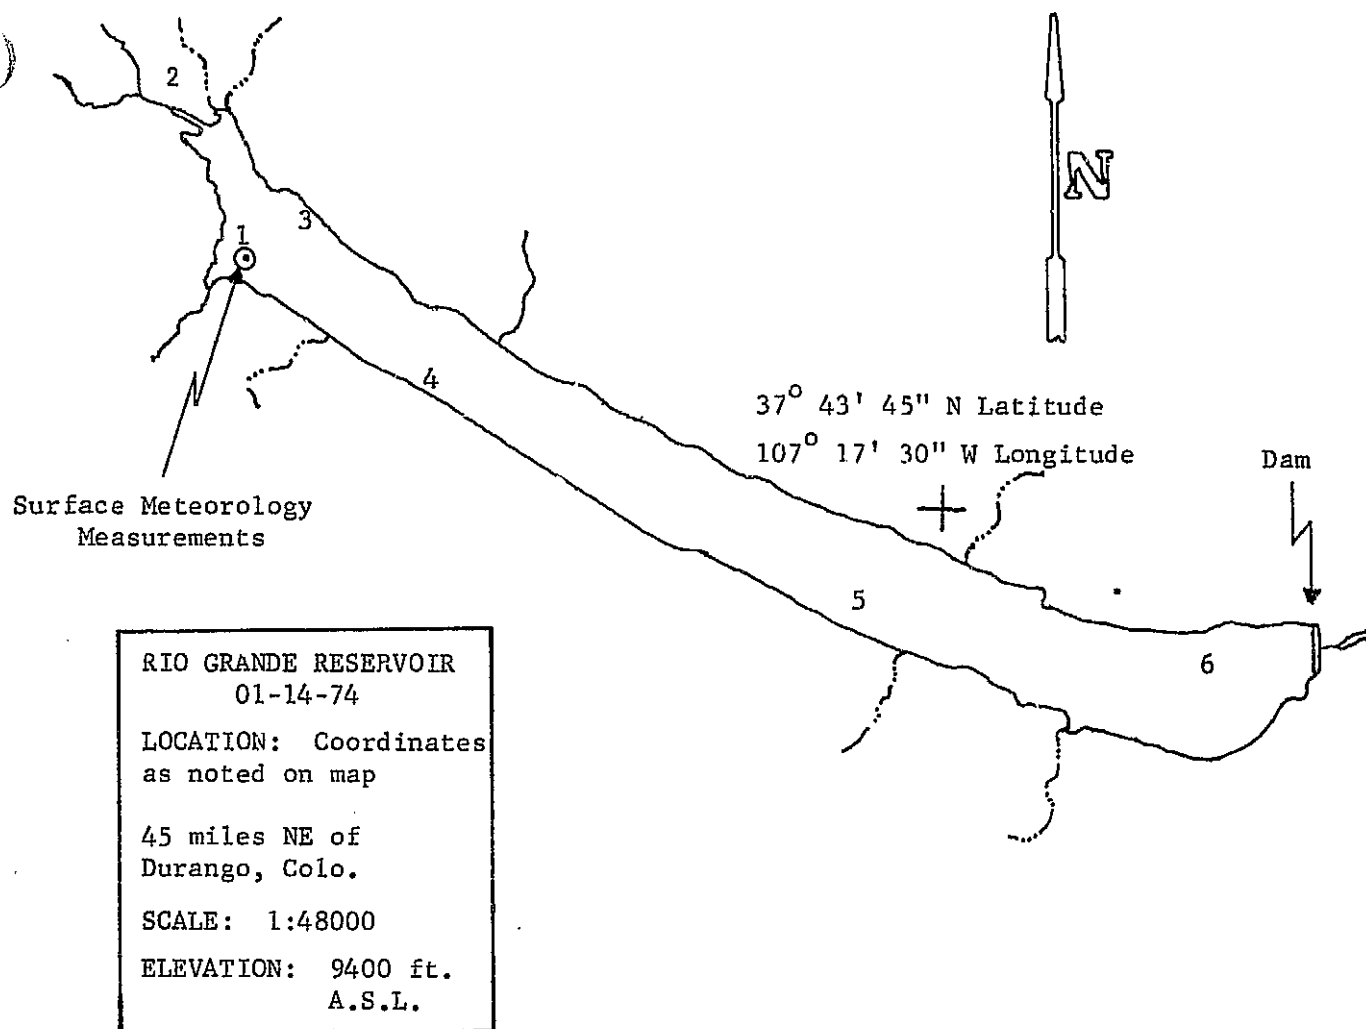 2
N
3
1
4
37° 43' 45" N Latitude
107° 17' 30" W Longitude
Dam
Surface Meteorology
Measurements
5
6
RIO GRANDE RESERVOIR
01-14-74
LOCATION: Coordinates
as noted on map
45 miles NE of
Durango, Colo.
SCALE: 1:48000
ELEVATION: 9400 ft.
A.S.L.